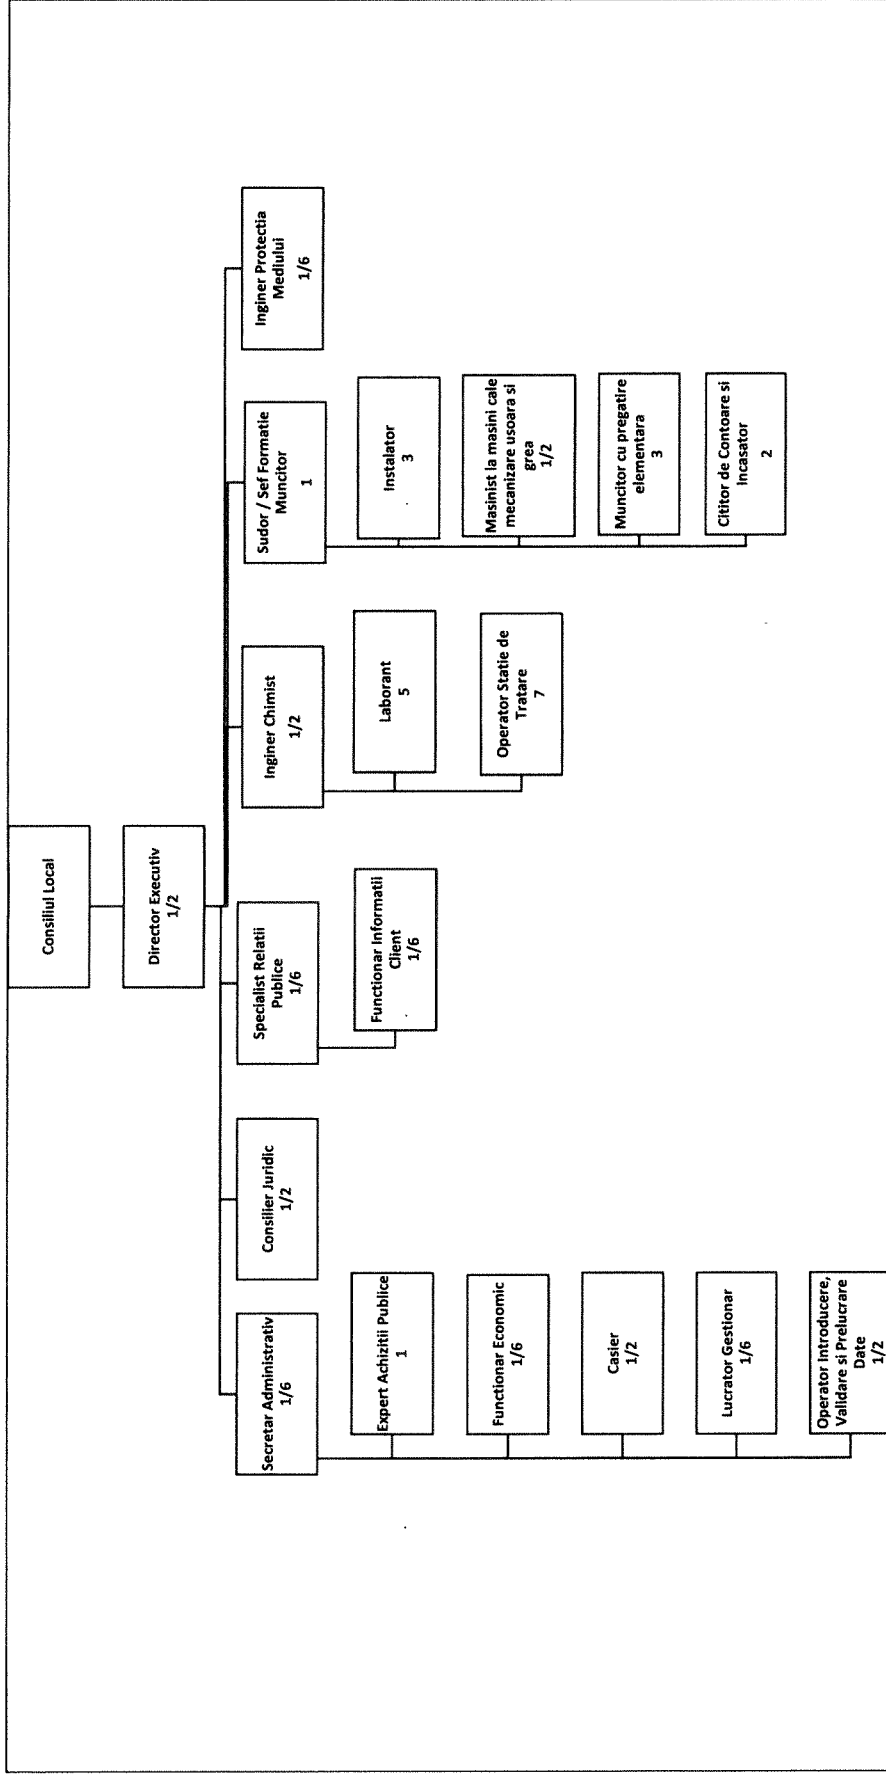 Consiliul Local
Director Executiv
1/2
Secretar Administrativ
1/6
Expert Achizitii Publice
1
Functionar Economic
1/6
Casier
1/2
Lucrator Gestionar
1/6
Operator Introducere,
Validare si Prelucrare
Date
1/2
Consilier Juridic
1/2
Specialist Relatii
Publice
1/6
Functionar Informatii
Client
1/6
Inginer Chimist
1/2
Laborant
5
Operator Statie de
Tratare
7
Sudor / Sef Formatie
Muncitor
1
Instalator
3
Masinist la masini cale
mecanizare usoara si
grea
1/2
Muncitor cu pregatire
elementara
3
Cititor de Contoare si
Incasator
2
Inginer Protectia
Mediului
1/6